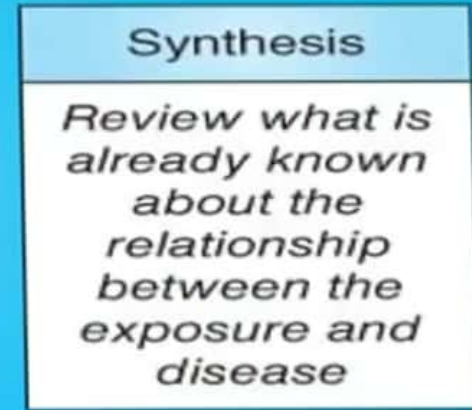 Synthesis
Review what is
already known
about the
relationship
between the
exposure and
disease